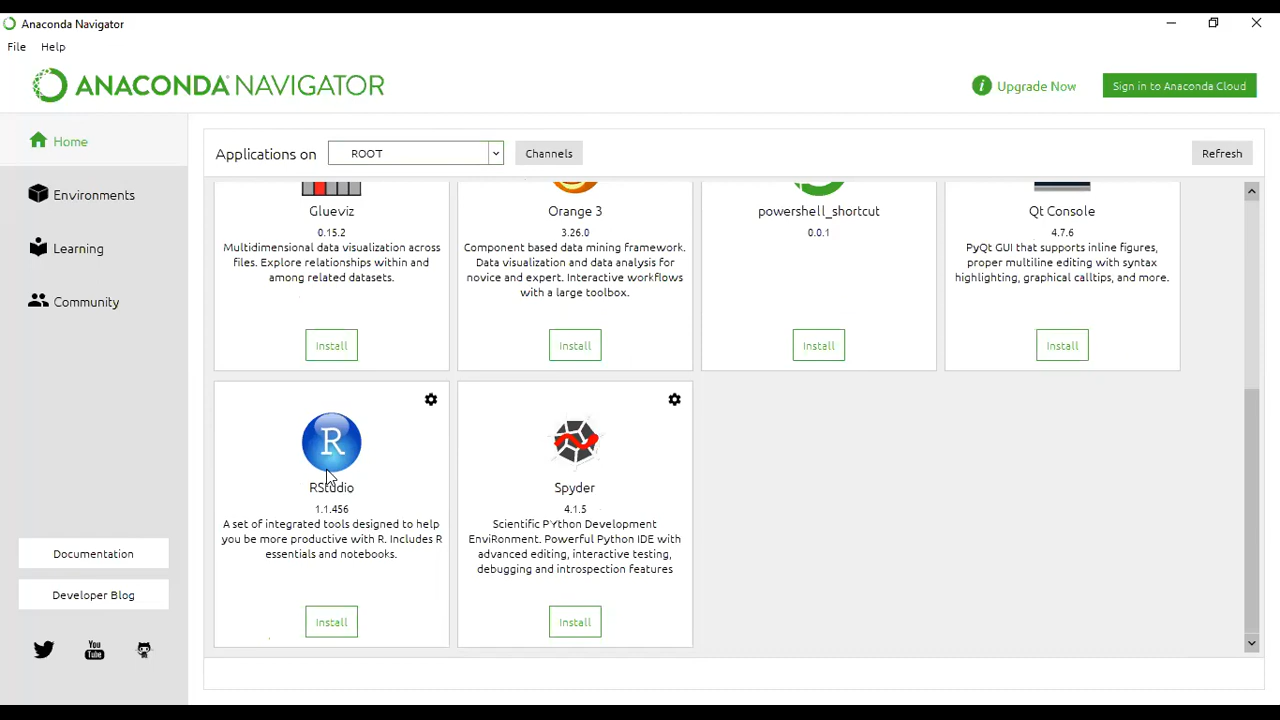 Anaconda Navigator
File Help
ANACONDA NAVIGATOR
i Upgrade Now
Sign in to Anaconda Cloud
Home
Environments
Learning
Community
Documentation
Developer Blog
You
Tube
Applications on ROOT Channels Refresh
Glueviz
0.15.2
Multidimensional data visualization across
files. Explore relationships within and
among related datasets.
Install
Orange 3
3.26.0
Component based data mining framework.
Data visualization and data analysis for
novice and expert. Interactive workflows
with a large toolbox.
Install
powershell_shortcut
0.0.1
Install
Qt Console
4.7.6
PyQt GUI that supports inline figures,
proper multiline editing with syntax
highlighting, graphical calltips, and more.
Install
R
RStudio
1.1.456
A set of integrated tools designed to help
you be more productive with R. Includes R
essentials and notebooks.
Install
Spyder
4.1.5
Scientific PYthon Development
EnviRonment. Powerful Python IDE with
advanced editing, interactive testing,
debugging and introspection features
Install